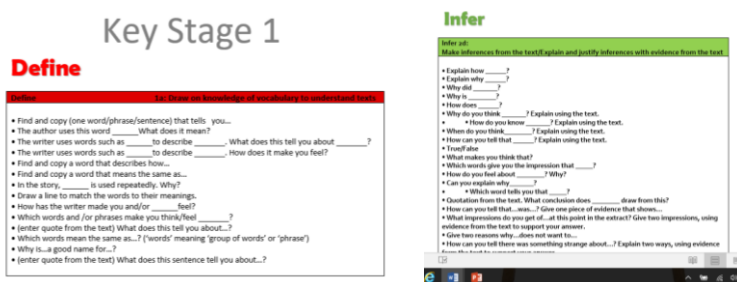 Key Stage 1
Define
Define 1a: Draw on knowledge of vocabulary to understand texts
• Find and copy (one word/phrase/sentence) that tells you...
• The author uses this word ______What does it mean?
• The writer uses words such as ______to describe _______. What does this tell you about _______?
• The writer uses words such as ______to describe _______. How does it make you feel?
• Find and copy a word that describes how...
• Find and copy a word that means the same as...
• In the story, ______ is used repeatedly. Why?
• Draw a line to match the words to their meanings.
• How has the writer made you and/or ______feel?
• Which words and /or phrases make you think/feel _______?
• (enter quote from the text) What does this tell you about...?
• Which words mean the same as...? ('words' meaning 'group of words' or 'phrase')
• Why is...a good name for...?
• (enter quote from the text) What does this sentence tell you about...?
Infer
Infer 2d:
Make inferences from the text/Explain and justify inferences with evidence from the text
• Explain how _____?
• Explain why _____?
• Why did _____?
• Why is _____?
• How does _____?
• Why do you think ______? Explain using the text.
• • How do you know ______? Explain using the text.
• When do you think______? Explain using the text.
• How can you tell that _____? Explain using the text.
• True/False
• What makes you think that?
• Which words give you the impression that ____?
• How do you feel about _______? Why?
• Can you explain why______?
• • Which word tells you that _____?
• Quotation from the text. What conclusion does ________ draw from this?
• How can you tell that...was...? Give one piece of evidence that shows...
• What impressions do you get of...at this point in the extract? Give two impressions, using
evidence from the text to support your answer.
• Give two reasons why...does not want to...
• How can you tell there was something strange about...? Explain two ways, using evidence